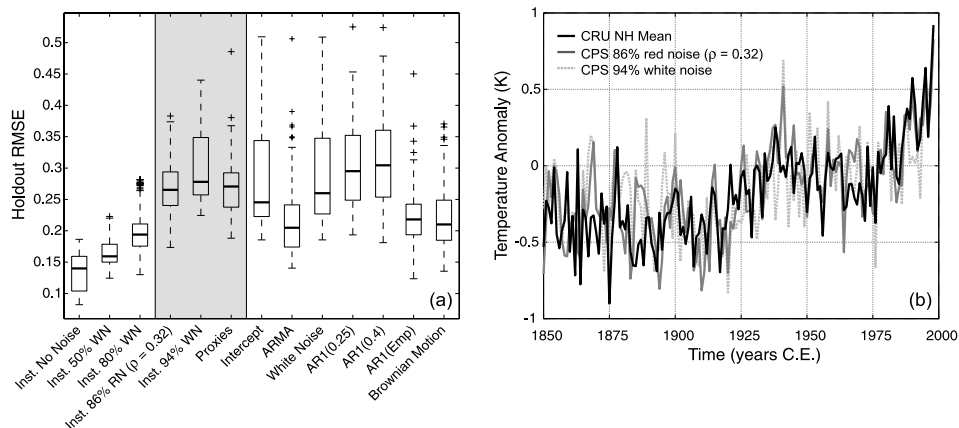 Holdout RMSE
0.5
0.45
0.4
0.35
0.3
0.25
0.2
0.15
0.1
(a)
Inst. No Noise
Inst. 50% WN
Inst. 80% WN
Inst. 86% RN (ρ = 0.32)
Inst. 94% WN
Proxies
Intercept
ARMA
White Noise
AR1(0.25)
AR1(0.4)
AR1(Emp)
Brownian Motion
Temperature Anomaly (K)
1
0.5
0
-0.5
-1
CRU NH Mean
CPS 86% red noise (ρ = 0.32)
CPS 94% white noise
(b)
1850 1875 1900 1925 1950 1975 2000
Time (years C.E.)